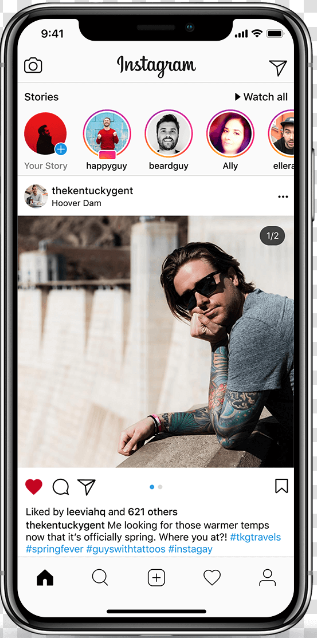 9:41
Instagram
Stories
Watch all
Your Story
happyguy
beardguy
Ally
thekentuckygent
Hoover Dam
1/2
Liked by leeviahq and 621 others
thekentuckygent Me looking for those warmer temps
now that it's officially spring. Where you at?! #tkgtravels
#springfever #guyswithtattoos #instagay